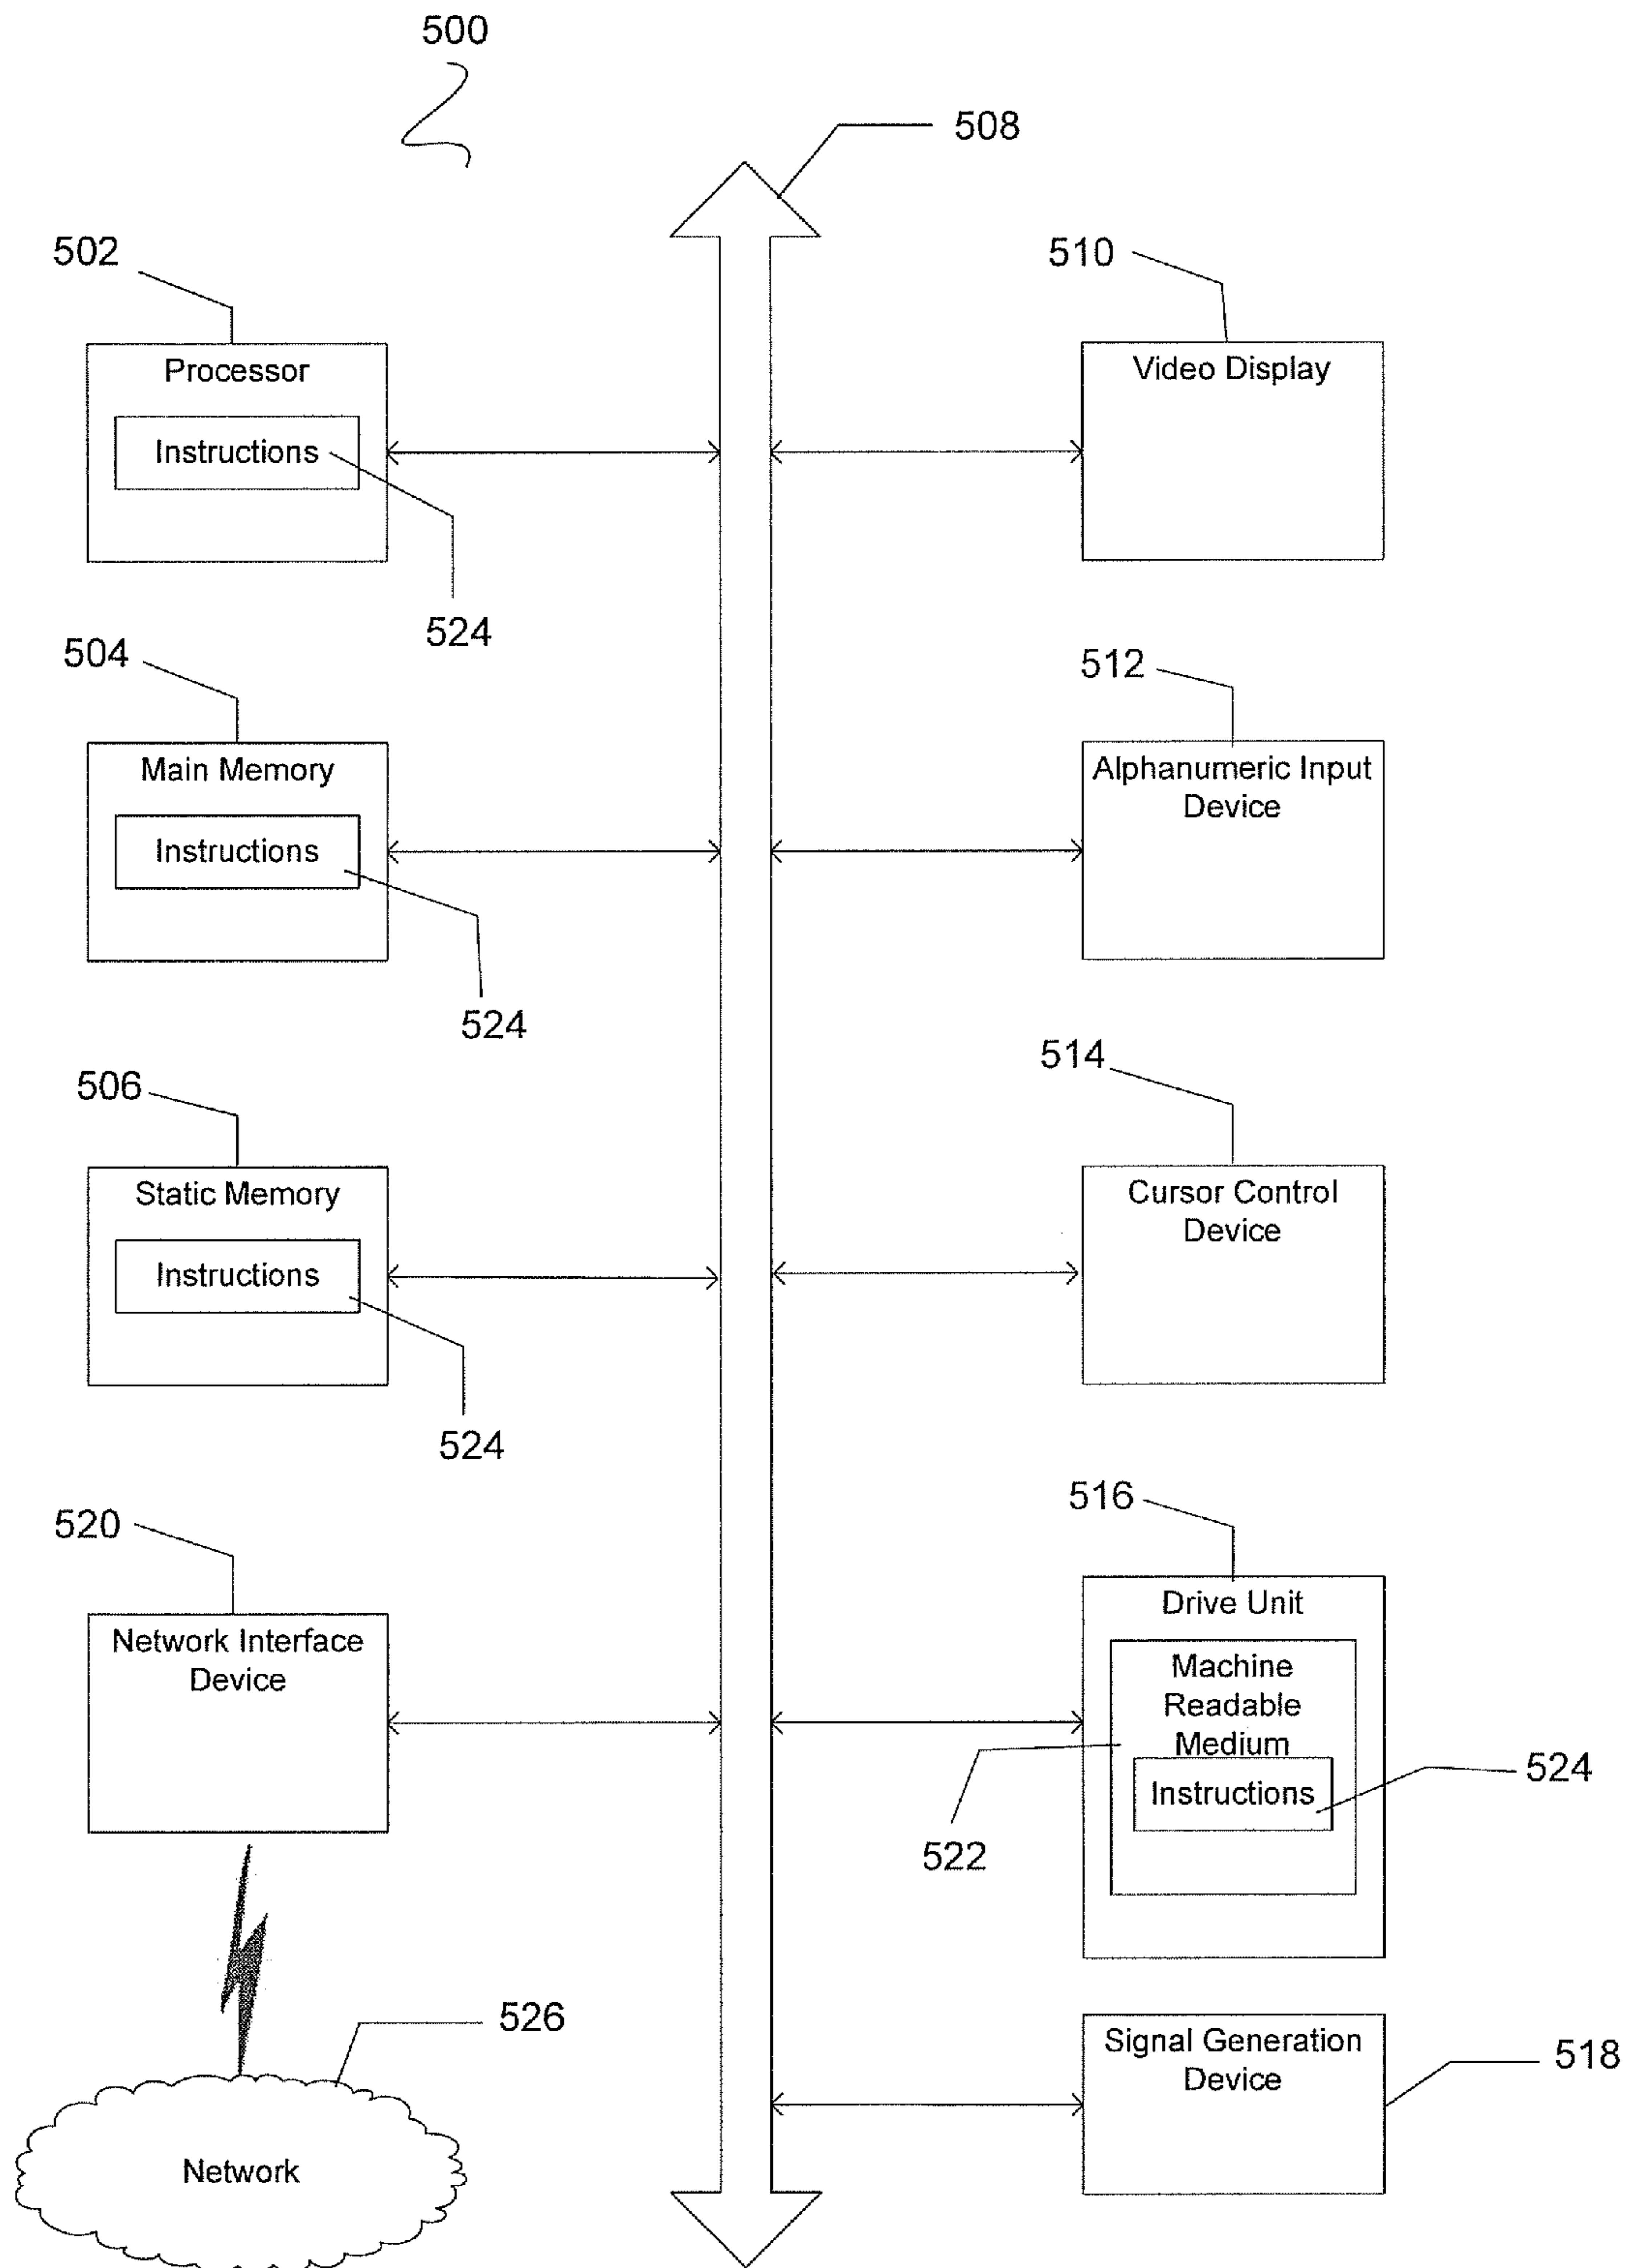 500
508
502
510
Processor
Instructions
524
Video Display
504
512
Main Memory
Instructions
524
Alphanumeric Input
Device
506
514
Static Memory
Instructions
524
Cursor Control
Device
520
516
Network Interface
Device
Drive Unit
Machine
Readable
Medium
Instructions
522
524
526
Network
Signal Generation
Device
518